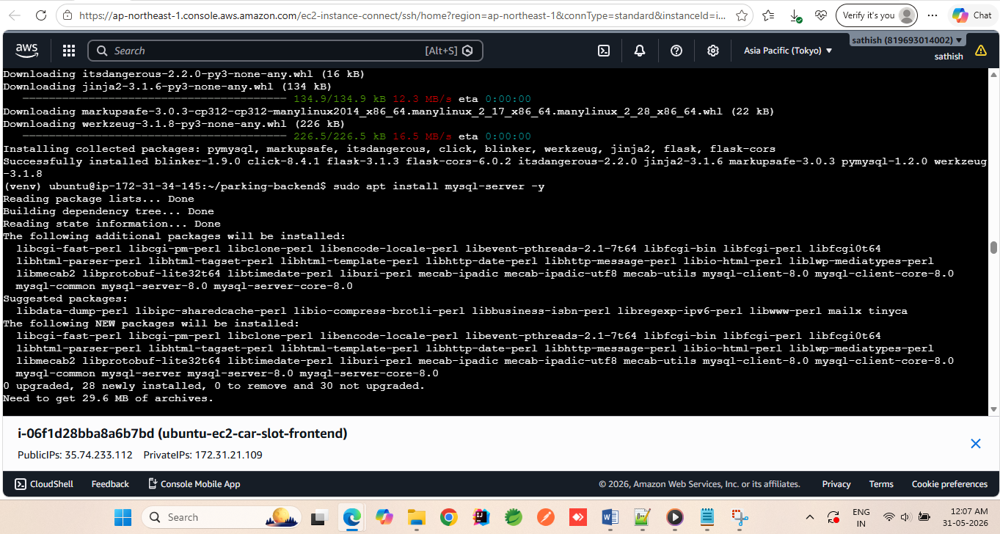 https://ap-northeast-1.console.aws.amazon.com/ec2-instance-connect/ssh/home?region=ap-northeast-1&connType=standard&instanceId=i...
Verify it's you
Chat
aws
Search [Alt+S]
Asia Pacific (Tokyo)
sathish (819693014002)
sathish
Downloading itsdangerous-2.2.0-py3-none-any.whl (16 kB)
Downloading jinja2-3.1.6-py3-none-any.whl (134 kB)
134.9/134.9 kB 12.3 MB/s eta 0:00:00
Downloading markupsafe-3.0.3-cp312-cp312-manylinux2014_x86_64.manylinux_2_17_x86_64.manylinux_2_28_x86_64.whl (22 kB)
Downloading werkzeug-3.1.8-py3-none-any.whl (226 kB)
226.5/226.5 kB 16.5 MB/s eta 0:00:00
Installing collected packages: pymysql, markupsafe, itsdangerous, click, blinker, werkzeug, jinja2, flask, flask-cors
Successfully installed blinker-1.9.0 click-8.4.1 flask-3.1.3 flask-cors-6.0.2 itsdangerous-2.2.0 jinja2-3.1.6 markupsafe-3.0.3 pymysql-1.2.0 werkzeug
-3.1.8
(venv) ubuntu@ip-172-31-34-145:~/parking-backend$ sudo apt install mysql-server -y
Reading package lists... Done
Building dependency tree... Done
Reading state information... Done
The following additional packages will be installed:
libcgi-fast-perl libcgi-pm-perl libclone-perl libencode-locale-perl libevent-pthreads-2.1-7t64 libfcgi-bin libfcgi-perl libfcgi0t64
libhtml-parser-perl libhtml-tagset-perl libhtml-template-perl libhttp-date-perl libhttp-message-perl libio-html-perl liblwp-mediatypes-perl
libmecab2 libprotobuf-lite32t64 libtimedate-perl liburi-perl mecab-ipadic mecab-ipadic-utf8 mecab-utils mysql-client-8.0 mysql-client-core-8.0
mysql-common mysql-server-8.0 mysql-server-core-8.0
Suggested packages:
libdata-dump-perl libipc-sharedcache-perl libio-compress-brotli-perl libbusiness-isbn-perl libregexp-ipv6-perl libwww-perl mailx tinyca
The following NEW packages will be installed:
libcgi-fast-perl libcgi-pm-perl libclone-perl libencode-locale-perl libevent-pthreads-2.1-7t64 libfcgi-bin libfcgi-perl libfcgi0t64
libhtml-parser-perl libhtml-tagset-perl libhtml-template-perl libhttp-date-perl libhttp-message-perl libio-html-perl liblwp-mediatypes-perl
libmecab2 libprotobuf-lite32t64 libtimedate-perl liburi-perl mecab-ipadic mecab-ipadic-utf8 mecab-utils mysql-client-8.0 mysql-client-core-8.0
mysql-common mysql-server mysql-server-8.0 mysql-server-core-8.0
0 upgraded, 28 newly installed, 0 to remove and 30 not upgraded.
Need to get 29.6 MB of archives.
i-06f1d28bba8a6b7bd (ubuntu-ec2-car-slot-frontend)
PublicIPs: 35.74.233.112 PrivateIPs: 172.31.21.109
CloudShell Feedback Console Mobile App © 2026, Amazon Web Services, Inc. or its affiliates. Privacy Terms Cookie preferences
Search
ENG
IN
12:07 AM
31-05-2026